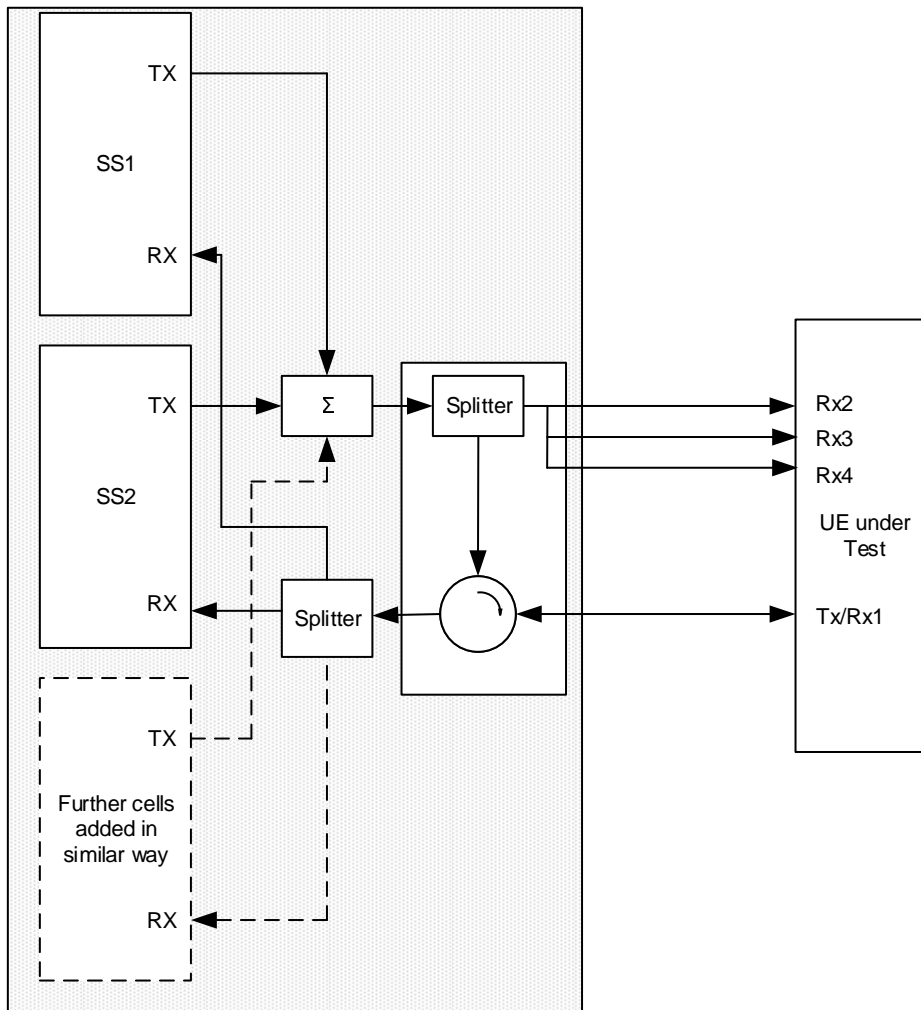 TX
SS1
RX
TX
SS2
RX
TX
Further cells
added in
similar way
RX
Σ
Splitter
Splitter
Rx2
Rx3
Rx4
UE under
Test
Tx/Rx1